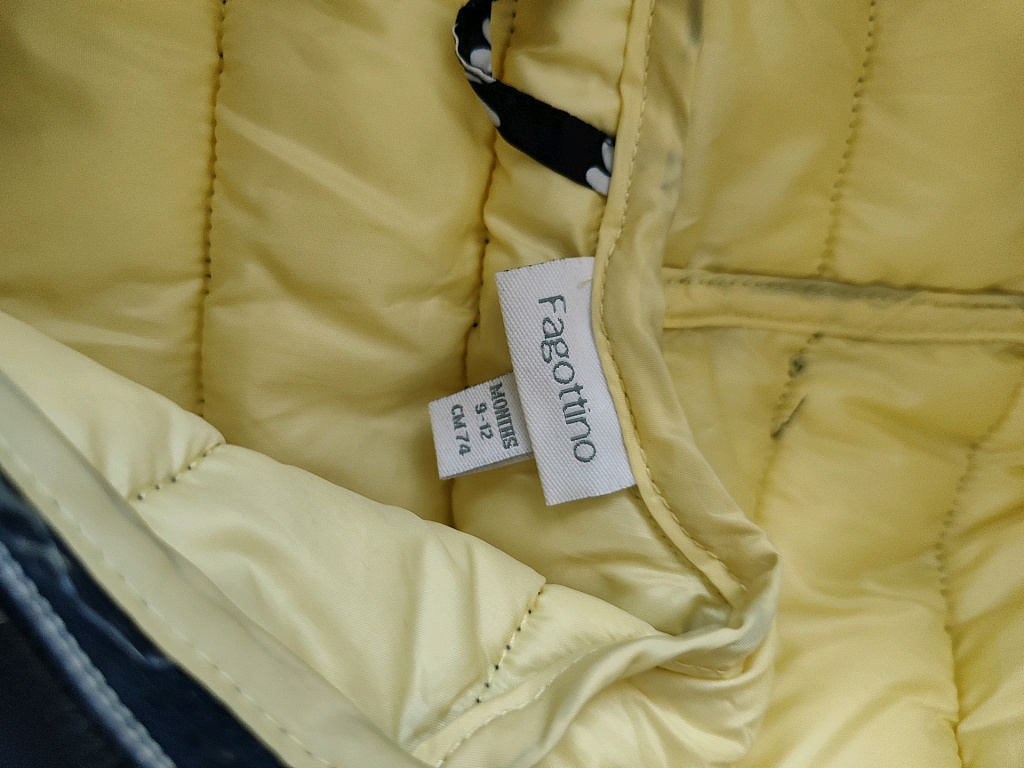 Fagottino
MONTHS
9-12
CM 74